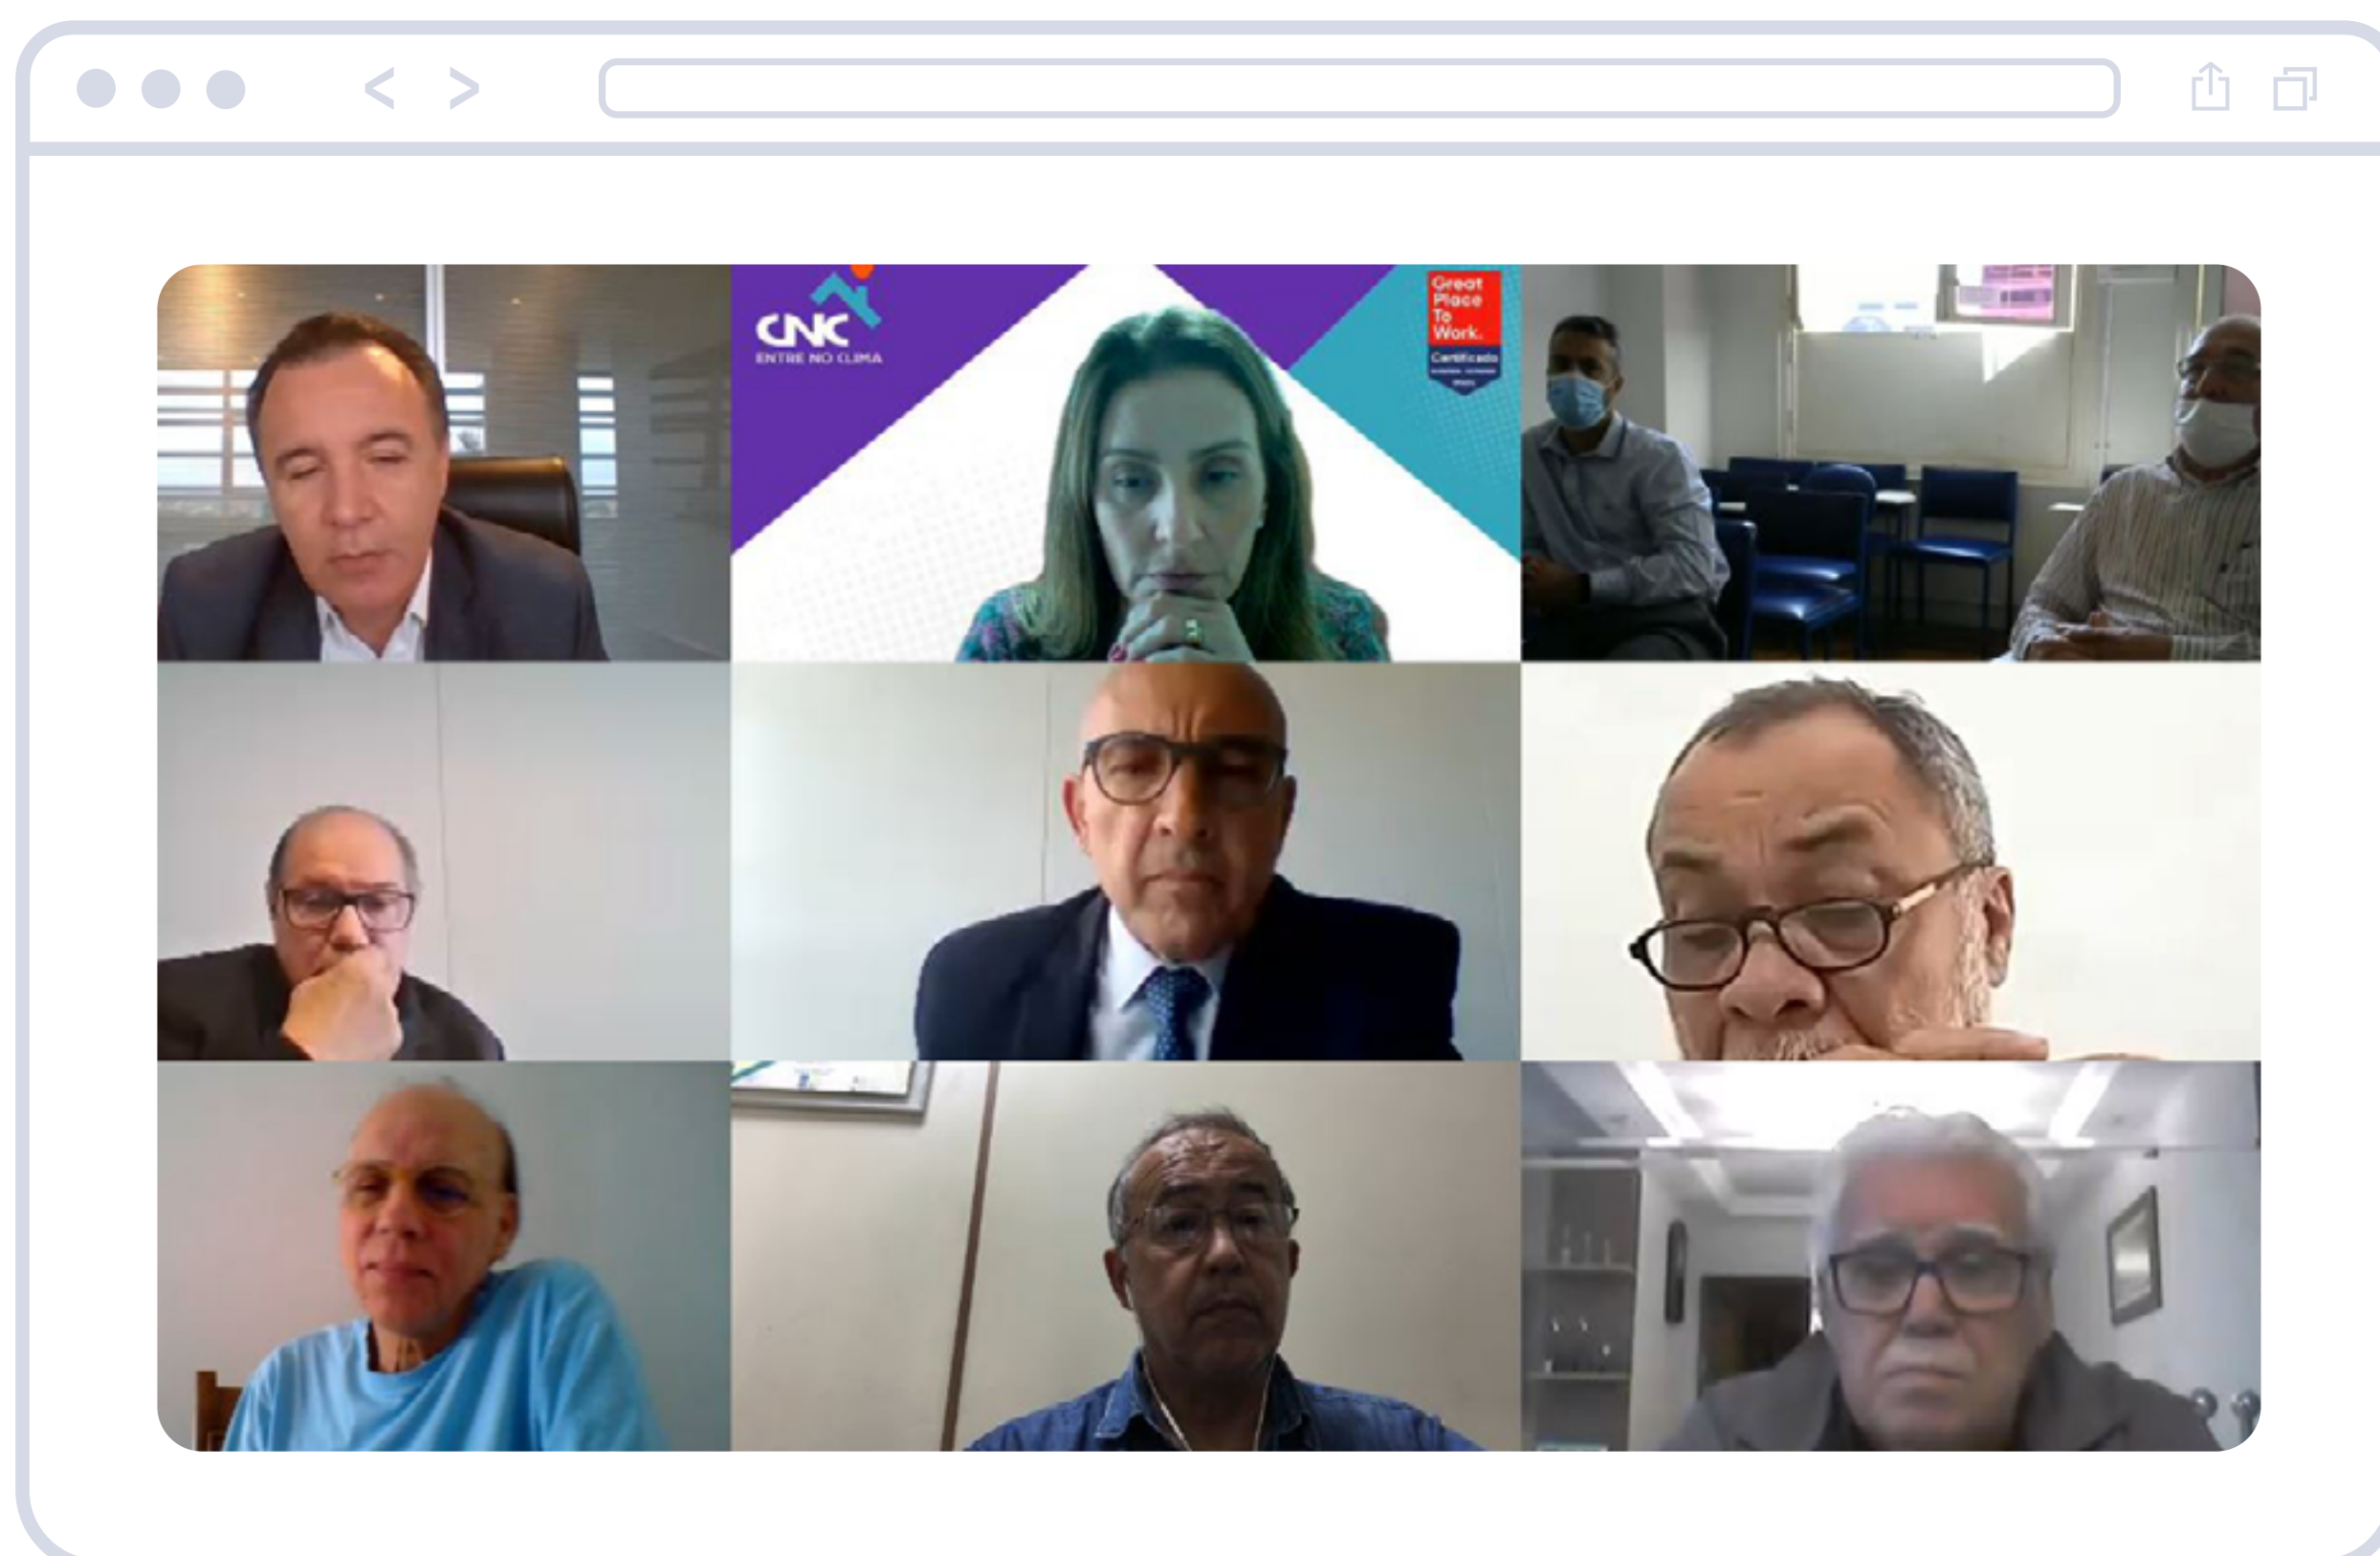 CNC
ENTRE NO CLIMA
Great
Place
To
Work.
Certificado